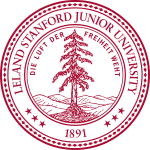 LELAND STANFORD JUNIOR UNIVERSITY
DIE LUFT DER FREIHEIT WEHT
1891